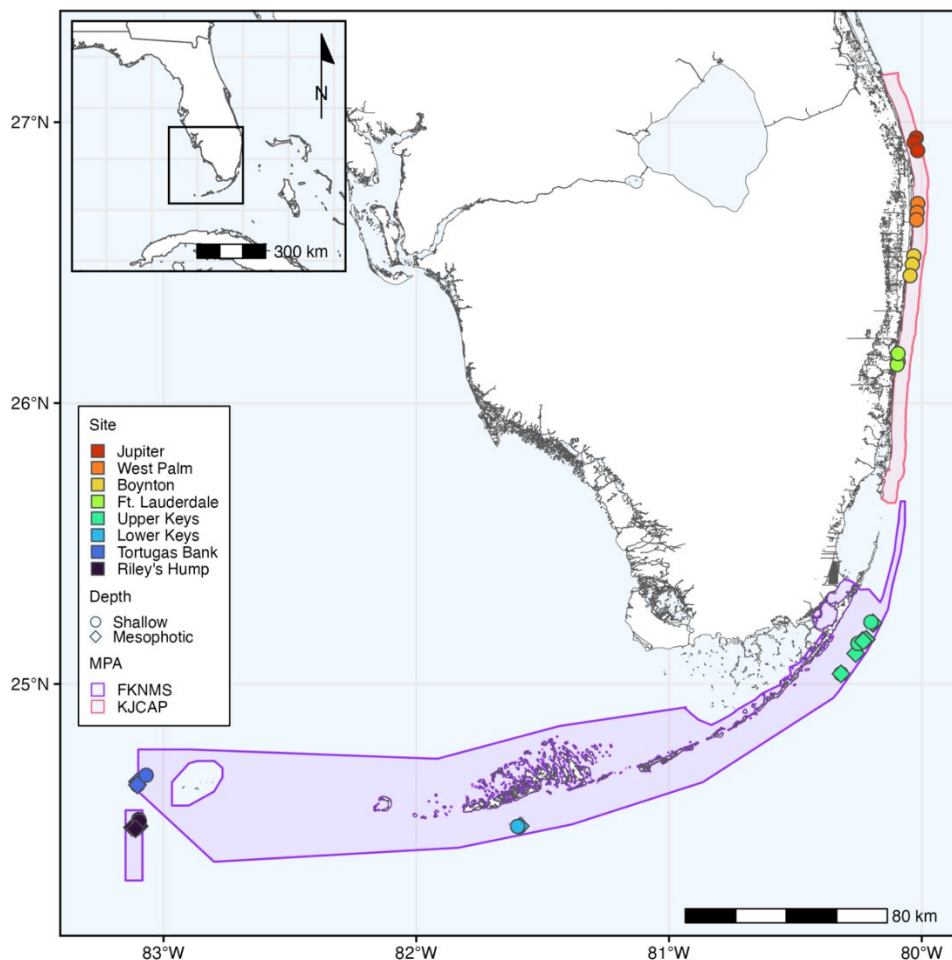 N
300 km
27°N
26°N
25°N
Site
Jupiter
West Palm
Boynton
Ft. Lauderdale
Upper Keys
Lower Keys
Tortugas Bank
Riley's Hump
Depth
Shallow
Mesophotic
MPA
FKNMS
KJCAP
80 km
83°W
82°W
81°W
80°W